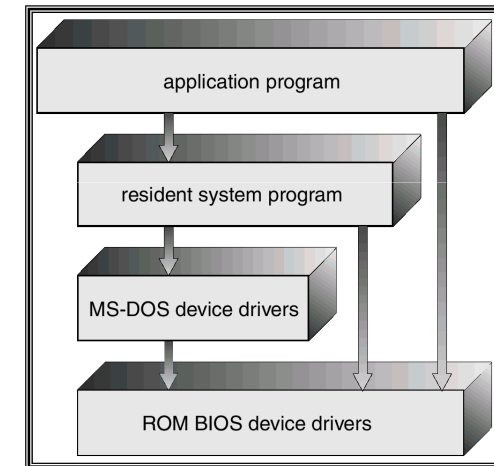 application program
resident system program
MS-DOS device drivers
ROM BIOS device drivers